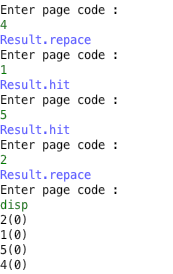 Enter page code :
4
Result.repace
Enter page code :
1
Result.hit
Enter page code :
5
Result.hit
Enter page code :
2
Result.repace
Enter page code :
disp
2(0)
1(0)
5(0)
4(0)